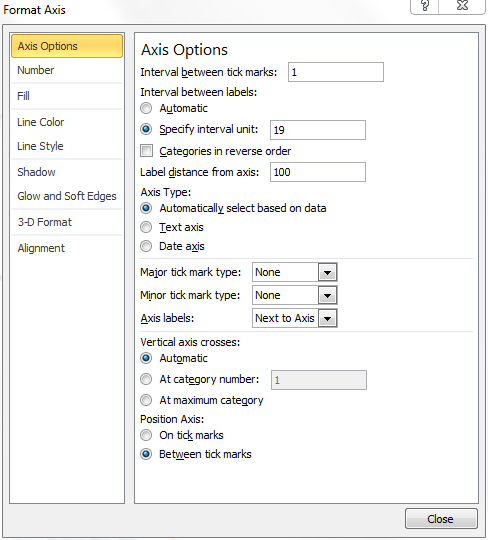 Format Axis
?
Axis Options
Number
Fill
Line Color
Line Style
Shadow
Glow and Soft Edges
3-D Format
Alignment
Axis Options
Interval between tick marks: 1
Interval between labels:
Automatic
Specify interval unit: 19
Categories in reverse order
Label distance from axis: 100
Axis Type:
Automatically select based on data
Text axis
Date axis
Major tick mark type: None
Minor tick mark type: None
Axis labels: Next to Axis
Vertical axis crosses:
Automatic
At category number: 1
At maximum category
Position Axis:
On tick marks
Between tick marks
Close